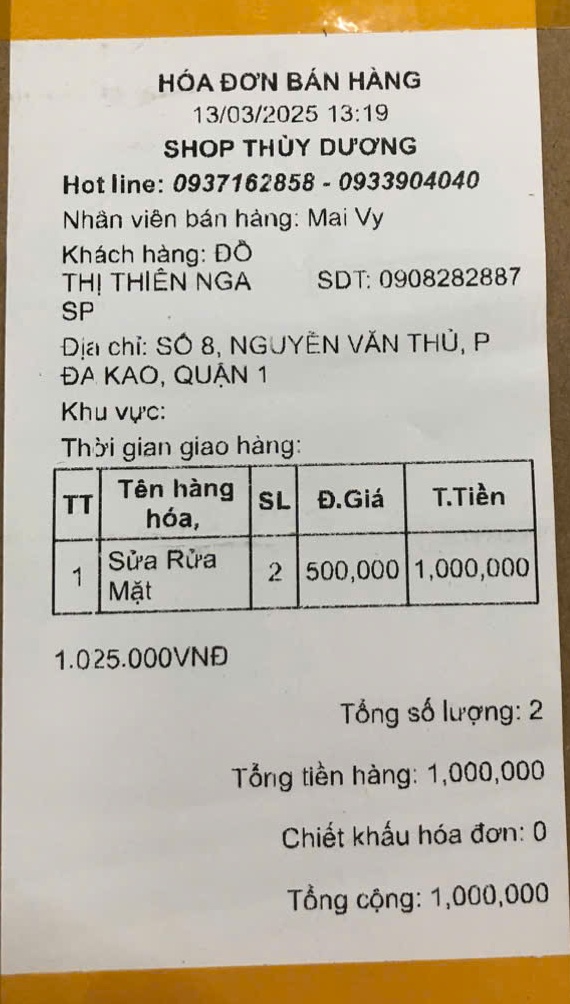 HÓA ĐƠN BÁN HÀNG
13/03/2025 13:19
SHOP THÙY DƯƠNG
Hot line: 0937162858 - 0933904040
Nhân viên bán hàng: Mai Vy
Khách hàng: ĐỒ
THỊ THIÊN NGA SDT: 0908282887
SP
Địa chỉ: SỐ 8, NGUYỄN VĂN THỦ, P
ĐA KAO, QUẬN 1
Khu vực:
Thời gian giao hàng:
TT Tên hàng hóa, SL Đ.Giá T.Tiền
1 Sửa Rửa Mặt 2 500,000 1,000,000
1.025.000VNĐ
Tổng số lượng: 2
Tổng tiền hàng: 1,000,000
Chiết khấu hóa đơn: 0
Tổng cộng: 1,000,000